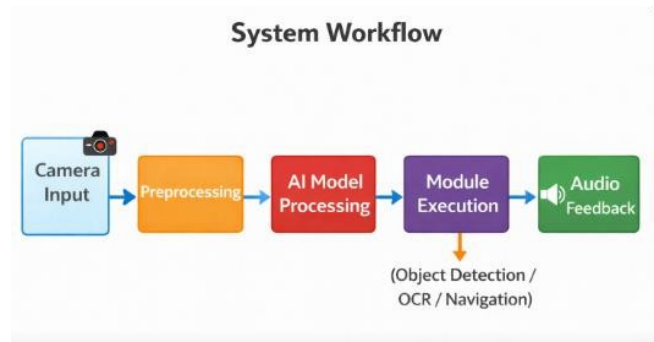 System Workflow
Camera
Input
Preprocessing
AI Model
Processing
Module
Execution
Audio
Feedback
(Object Detection /
OCR / Navigation)